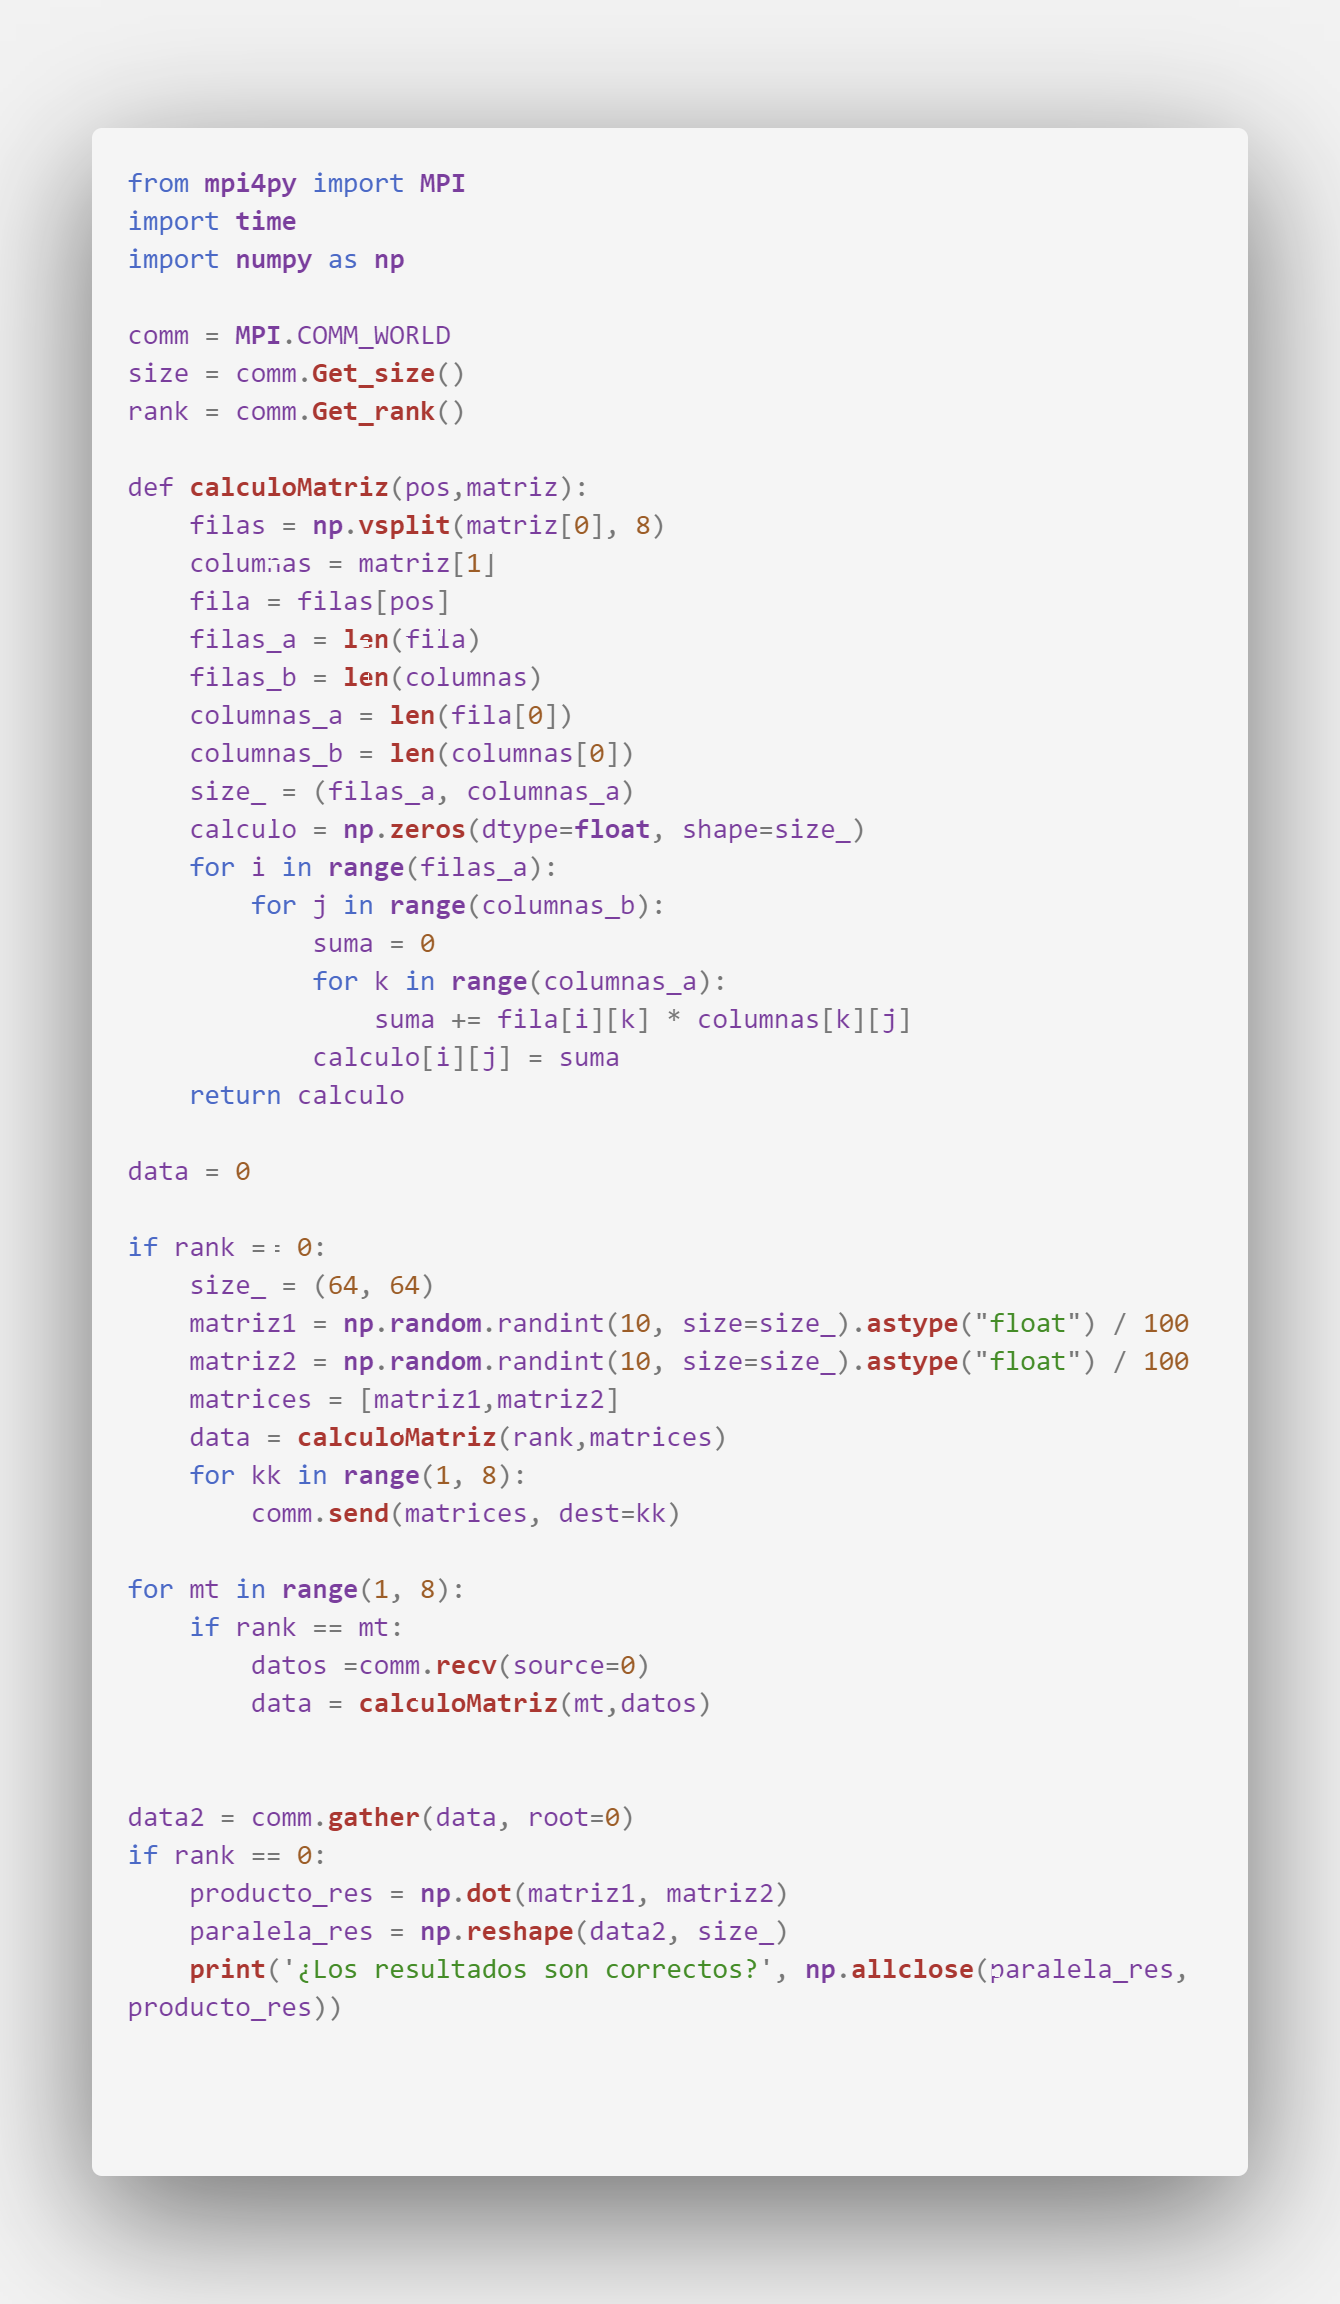 from mpi4py import MPI
import time
import numpy as np

comm = MPI.COMM_WORLD
size = comm.Get_size()
rank = comm.Get_rank()

def calculoMatriz(pos,matriz):
    filas = np.vsplit(matriz[0], 8)
    columnas = matriz[1]
    fila = filas[pos]
    filas_a = len(fila)
    filas_b = len(columnas)
    columnas_a = len(fila[0])
    columnas_b = len(columnas[0])
    size_ = (filas_a, columnas_a)
    calculo = np.zeros(dtype=float, shape=size_)
    for i in range(filas_a):
        for j in range(columnas_b):
            suma = 0
            for k in range(columnas_a):
                suma += fila[i][k] * columnas[k][j]
            calculo[i][j] = suma
    return calculo

data = 0

if rank == 0:
    size_ = (64, 64)
    matriz1 = np.random.randint(10, size=size_).astype("float") / 100
    matriz2 = np.random.randint(10, size=size_).astype("float") / 100
    matrices = [matriz1,matriz2]
    data = calculoMatriz(rank,matrices)
    for kk in range(1, 8):
        comm.send(matrices, dest=kk)

for mt in range(1, 8):
    if rank == mt:
        datos =comm.recv(source=0)
        data = calculoMatriz(mt,datos)


data2 = comm.gather(data, root=0)
if rank == 0:
    producto_res = np.dot(matriz1, matriz2)
    paralela_res = np.reshape(data2, size_)
    print('¿Los resultados son correctos?', np.allclose(paralela_res,
producto_res))